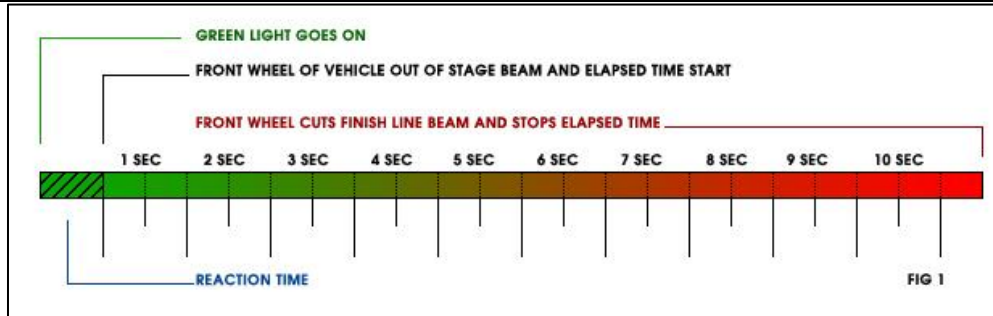 GREEN LIGHT GOES ON
FRONT WHEEL OF VEHICLE OUT OF STAGE BEAM AND ELAPSED TIME START
FRONT WHEEL CUTS FINISH LINE BEAM AND STOPS ELAPSED TIME
1 SEC 2 SEC 3 SEC 4 SEC 5 SEC 6 SEC 7 SEC 8 SEC 9 SEC 10 SEC
REACTION TIME FIG 1